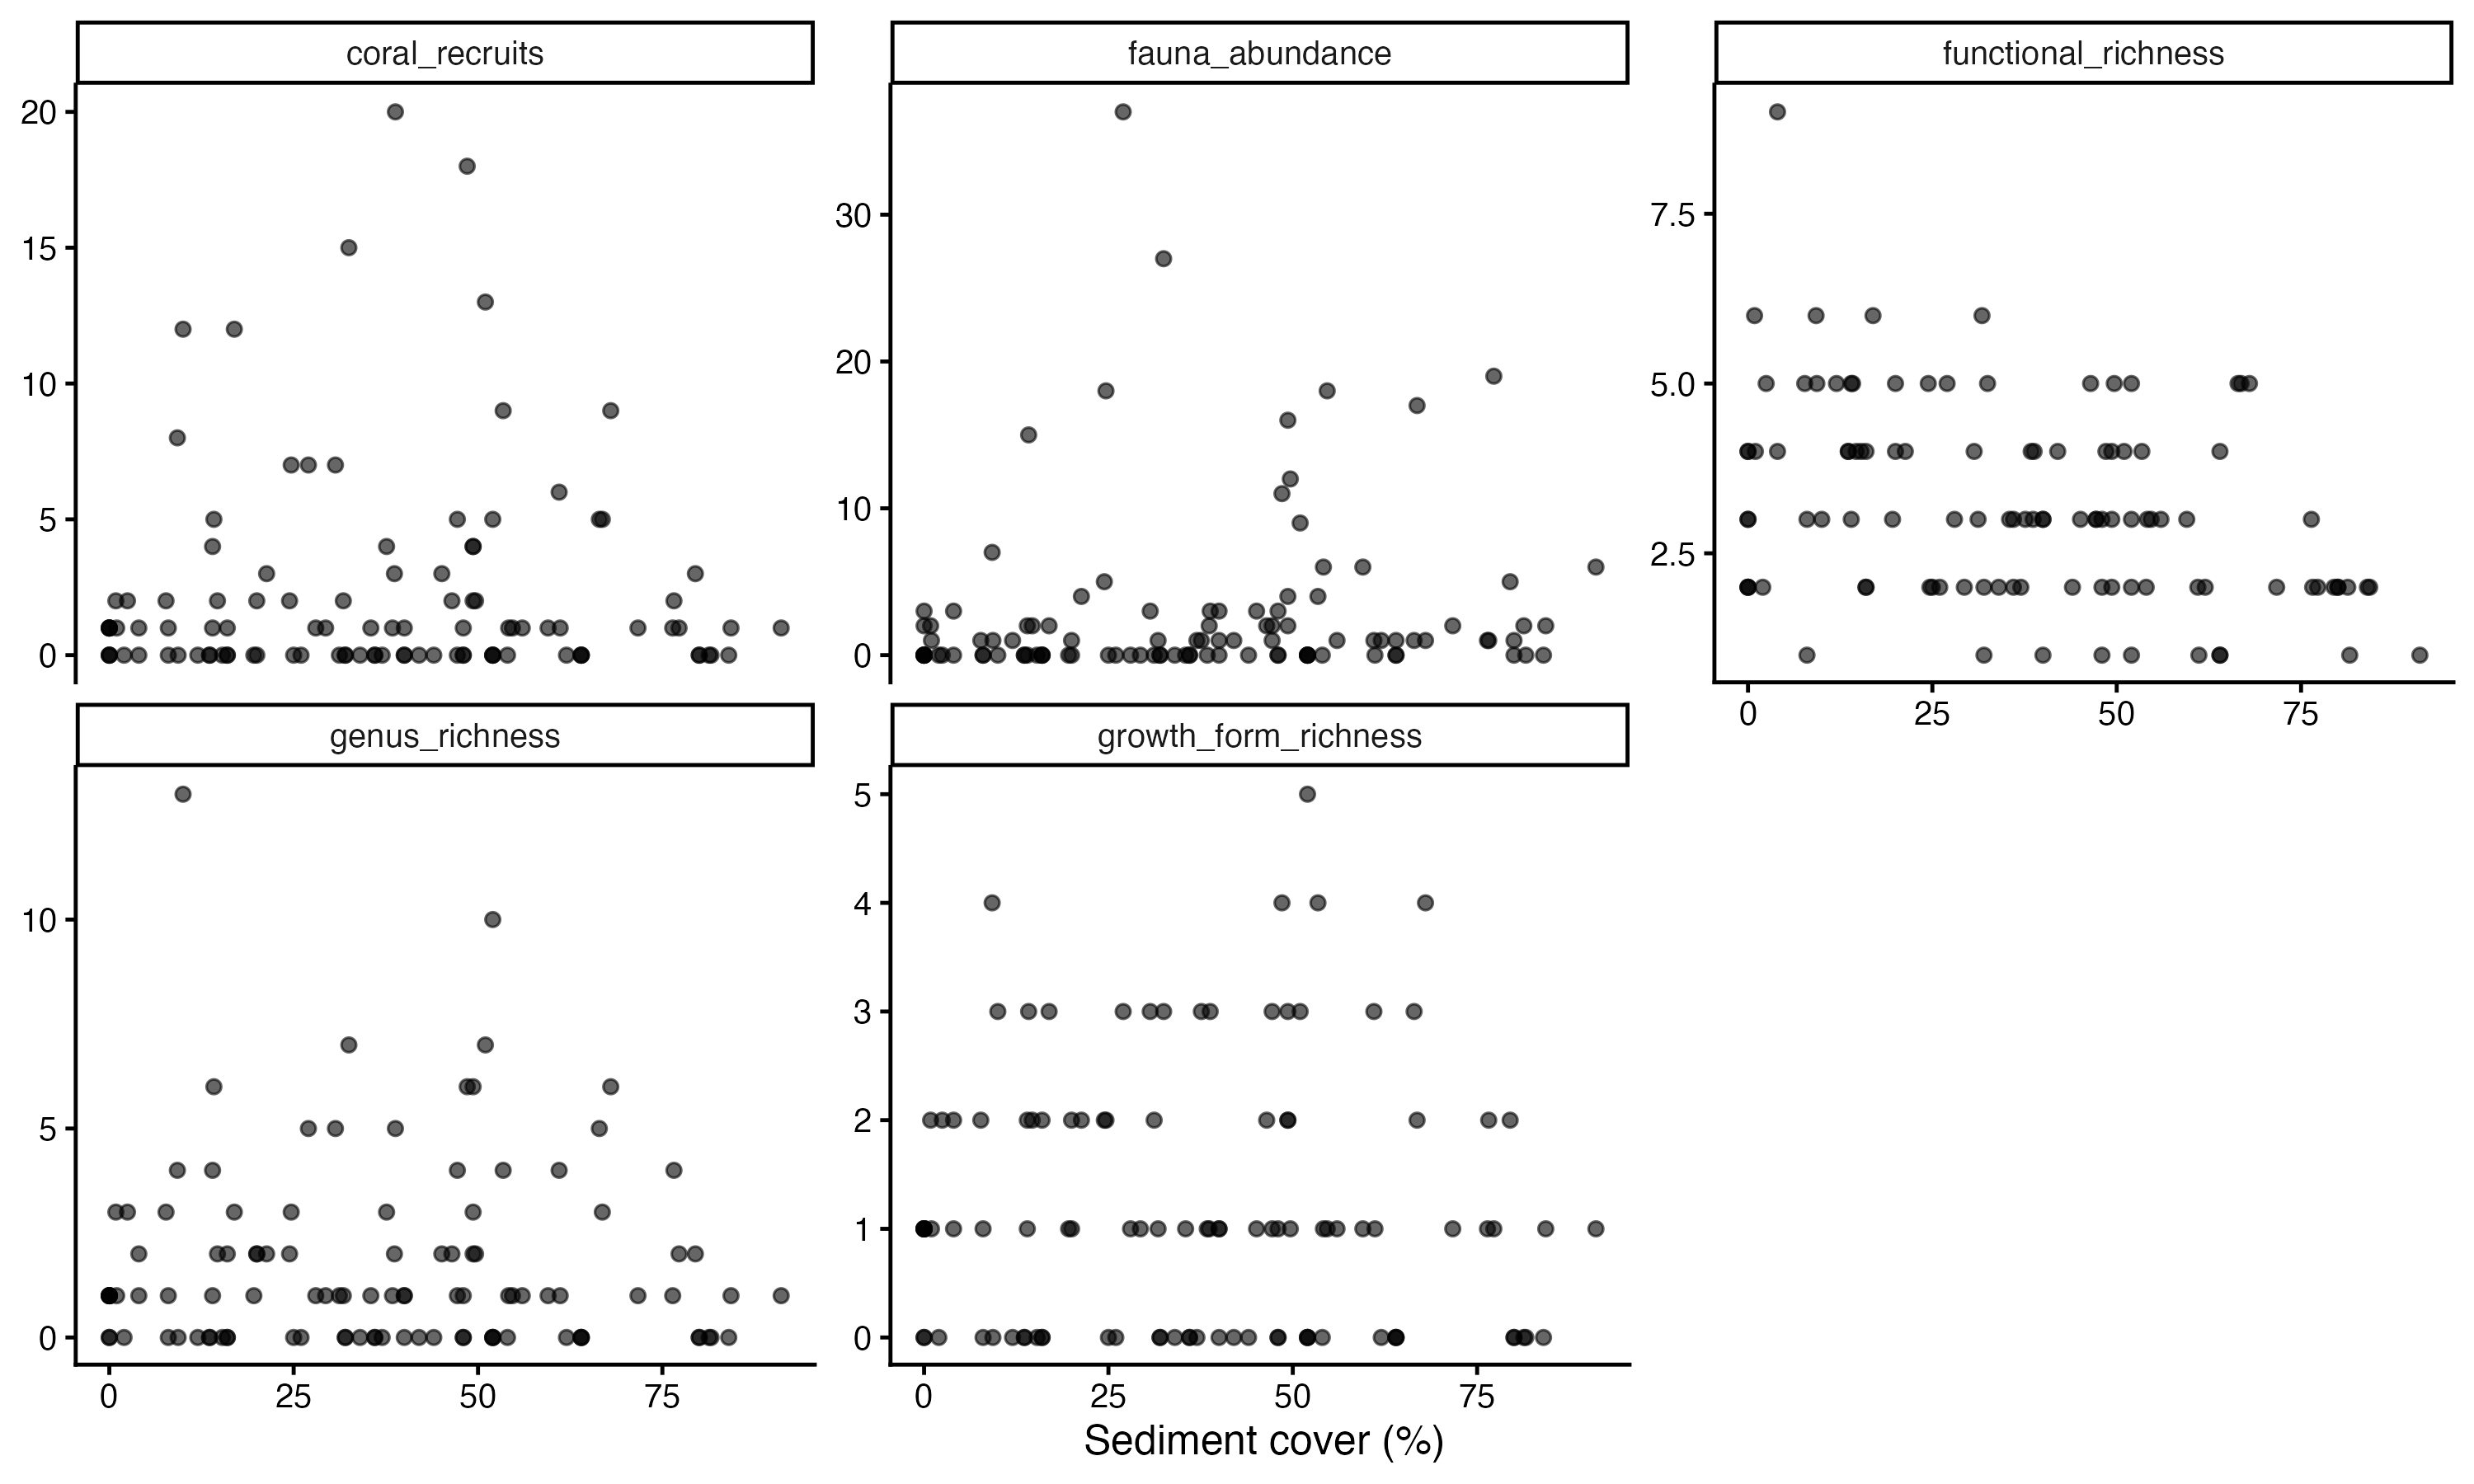 coral_recruits
fauna_abundance
functional_richness
20
15
10
5
0
30
20
10
0
7.5
5.0
2.5
0 25 50 75
genus_richness
growth_form_richness
10
5
0
5
4
3
2
1
0
0 25 50 75
0 25 50 75
Sediment cover (%)